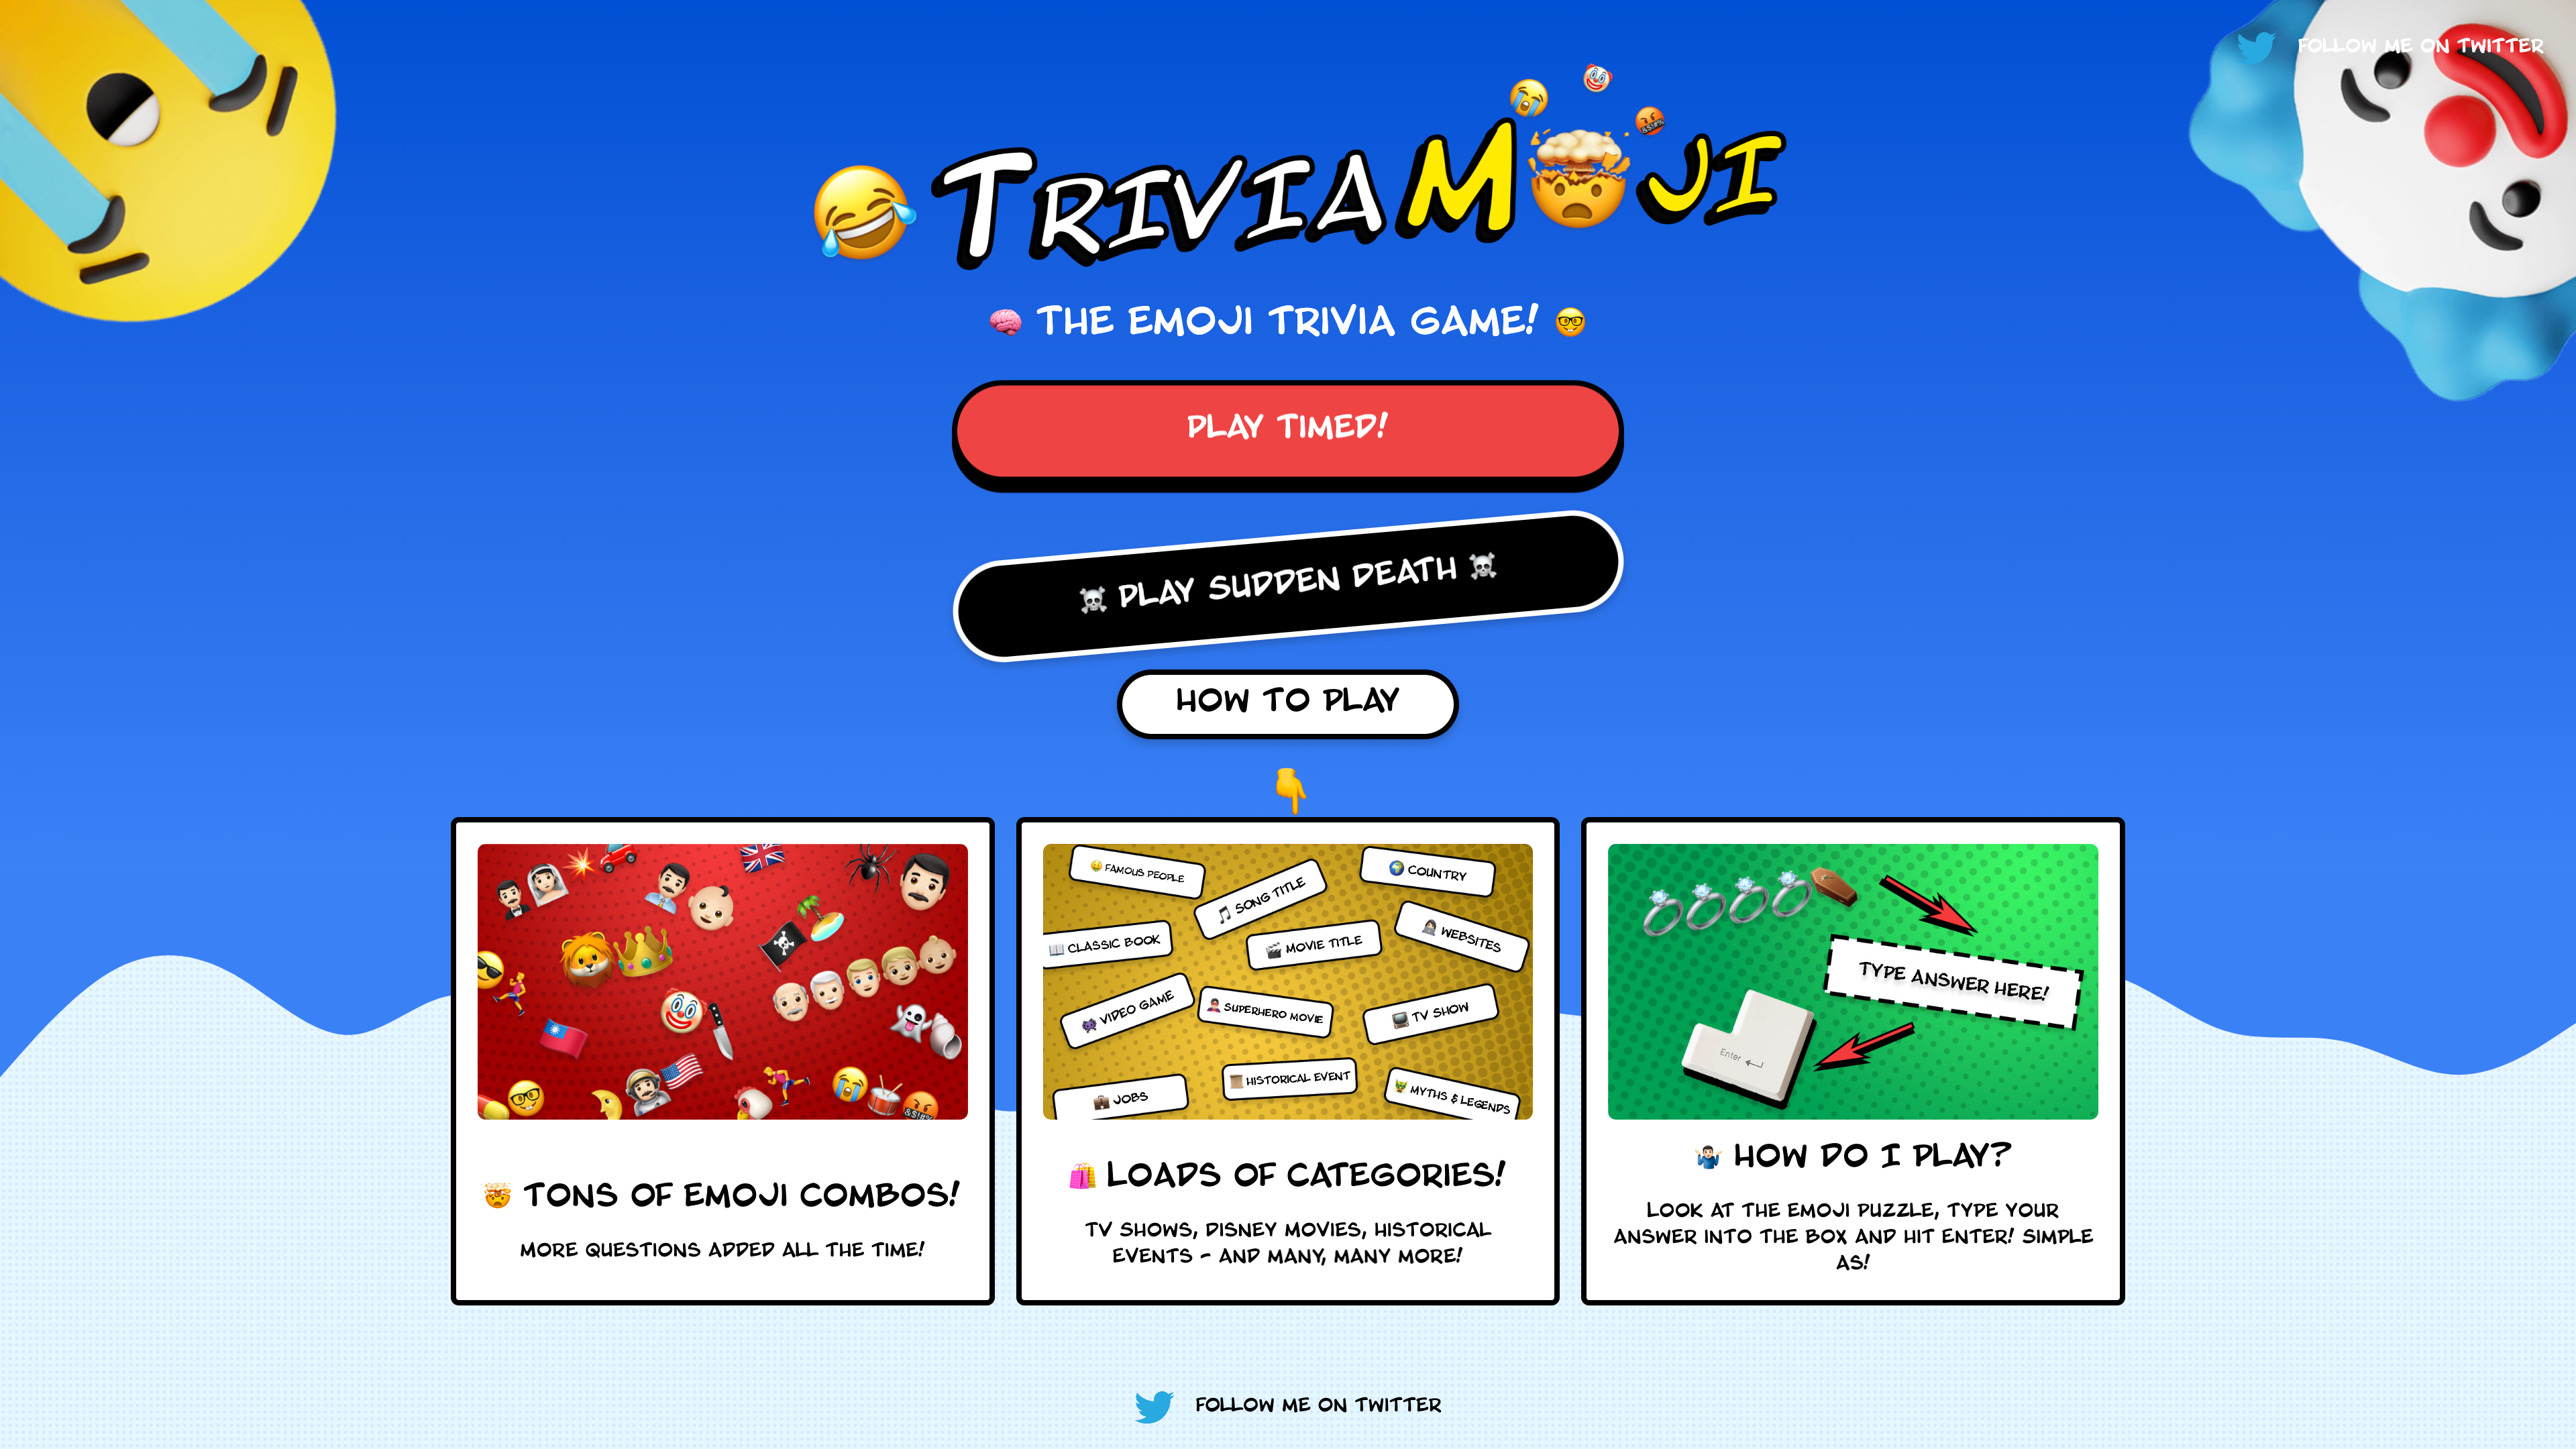 FOLLOW ME ON TWITTER
TRIVIAMOJI
THE EMOJI TRIVIA GAME!
PLAY TIMED!
PLAY SUDDEN DEATH
HOW TO PLAY
FAMOUS PEOPLE
SONG TITLE
COUNTRY
CLASSIC BOOK
MOVIE TITLE
WEBSITES
VIDEO GAME
SUPERHERO MOVIE
TV SHOW
JOBS
HISTORICAL EVENT
MYTHS & LEGENDS
TYPE ANSWER HERE!
Enter
TONS OF EMOJI COMBOS!
MORE QUESTIONS ADDED ALL THE TIME!
LOADS OF CATEGORIES!
TV SHOWS, DISNEY MOVIES, HISTORICAL
EVENTS - AND MANY, MANY MORE!
HOW DO I PLAY?
LOOK AT THE EMOJI PUZZLE, TYPE YOUR
ANSWER INTO THE BOX AND HIT ENTER! SIMPLE
AS!
FOLLOW ME ON TWITTER